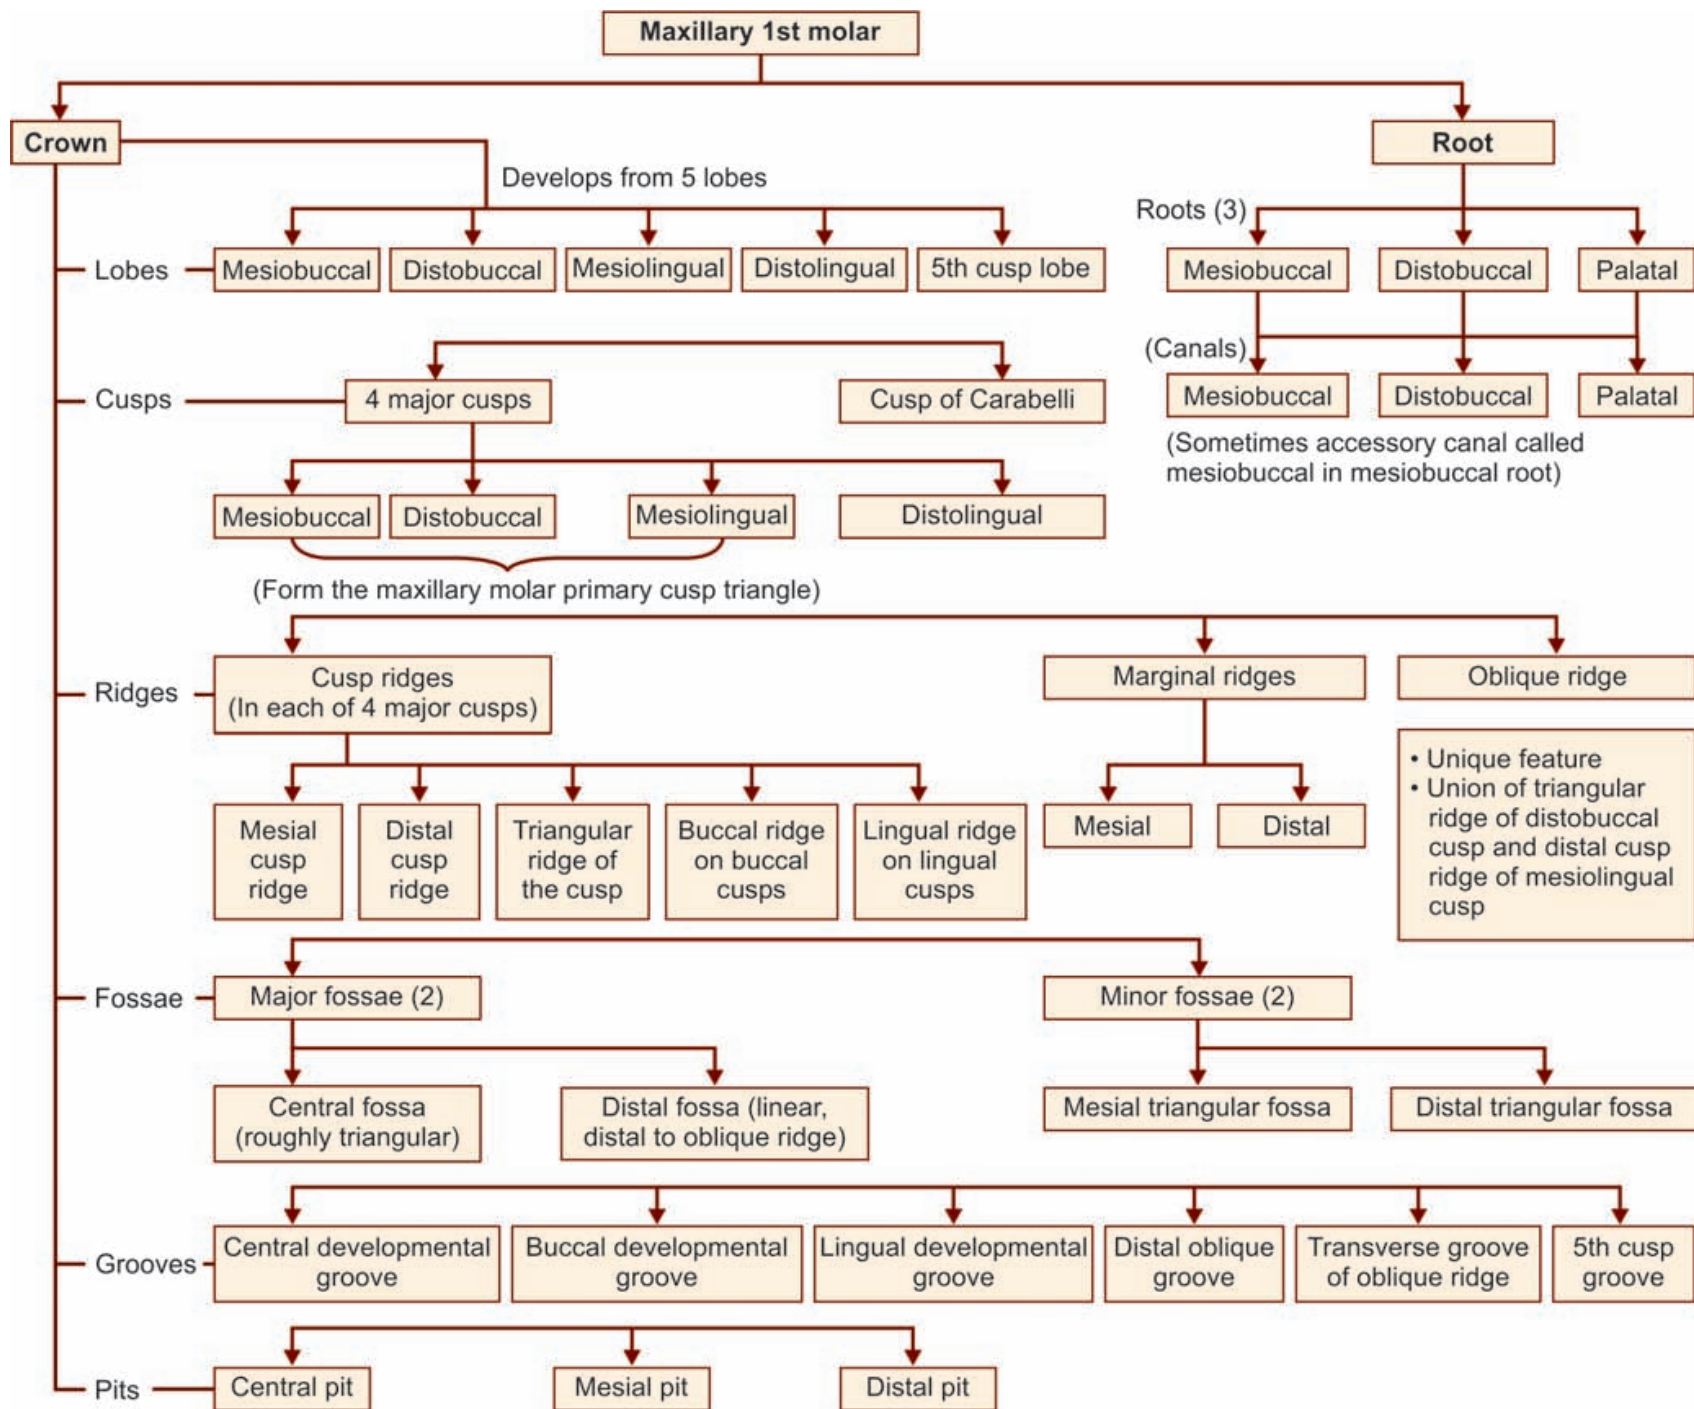 Maxillary 1st molar
Crown
Root
Develops from 5 lobes
Roots (3)
Lobes
Mesiobuccal
Distobuccal
Mesiolingual
Distolingual
5th cusp lobe
Mesiobuccal
Distobuccal
Palatal
(Canals)
Mesiobuccal
Distobuccal
Palatal
(Sometimes accessory canal called
mesiobuccal in mesiobuccal root)
Cusps
4 major cusps
Cusp of Carabelli
Mesiobuccal
Distobuccal
Mesiolingual
Distolingual
(Form the maxillary molar primary cusp triangle)
Ridges
Cusp ridges
(In each of 4 major cusps)
Marginal ridges
Oblique ridge
Mesial
cusp
ridge
Distal
cusp
ridge
Triangular
ridge of
the cusp
Buccal ridge
on buccal
cusps
Lingual ridge
on lingual
cusps
Mesial
Distal
• Unique feature
• Union of triangular
ridge of distobuccal
cusp and distal cusp
ridge of mesiolingual
cusp
Fossae
Major fossae (2)
Minor fossae (2)
Central fossa
(roughly triangular)
Distal fossa (linear,
distal to oblique ridge)
Mesial triangular fossa
Distal triangular fossa
Grooves
Central developmental
groove
Buccal developmental
groove
Lingual developmental
groove
Distal oblique
groove
Transverse groove
of oblique ridge
5th cusp
groove
Pits
Central pit
Mesial pit
Distal pit